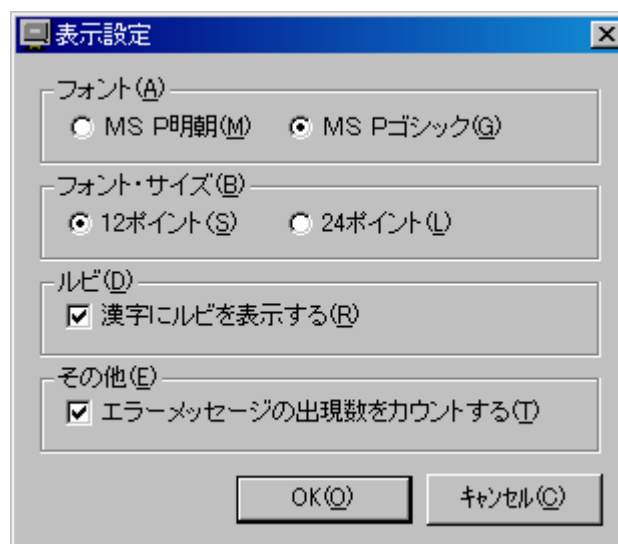 表示設定
フォント(A)
MS P明朝(M) MS Pゴシック(G)
フォント・サイズ(B)
12ポイント(S) 24ポイント(L)
ルビ(D)
漢字にルビを表示する(R)
その他(E)
エラーメッセージの出現数をカウントする(T)
OK(O) キャンセル(C)